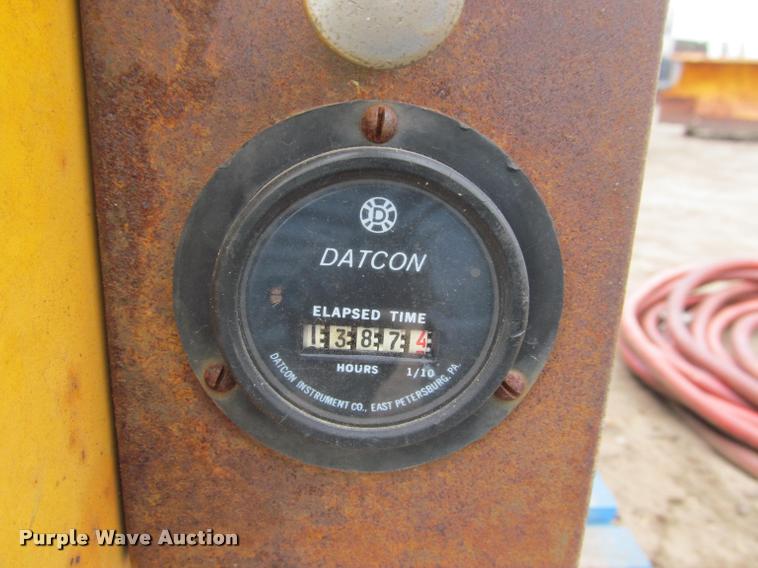 D
DATCON
ELAPSED TIME
13874
HOURS 1/10
DATCON INSTRUMENT CO., EAST PETERSBURG, PA.
Purple Wave Auction